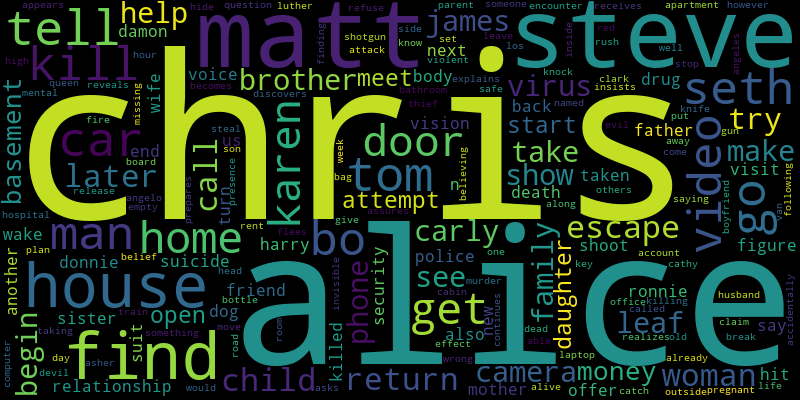 appears
hide
question
luther
parent
someone
receives
apartment
however
tell
help
damon
matt
refuse
shotgun
attack
finding
side
know
james
next
violent
encounter
los
steve
inside
red
rush
well
stop
angeles
high
kill
hour
queen
reveals
mental
becomes
voice
brother
meet
body
set
leave
explains
safe
knock
named
clark
insists
virus
drug
seth
chris
basement
missing
wife
discovers
bathroom
thief
evil
put
knife
gun
fire
car
end
board
call
steal
us
son
presence
karen
week
bag
door
vision
back
start
take
show
death
taken
others
father
away
come
try
make
visit
later
release
hospital
angelo
empty
prepares
turn
rent
tom
attempt
believing
n
along
saying
boyfriend
van
following
video
go
figure
wake
man
home
give
assures
flees
bo
carly
escape
plan
belief
another
donnie
suicide
harry
police
see
one
family
shoot
account
cathy
key
house
sister
open
friend
head
bottle
dog
phone
security
invisible
murder
cabin
daughter
ronnie
office
killing
called
husband
claim
say
accidentally
alice
begin
train
something
taking
suit
road
move
room
killed
get
also
new
continues
effect
wrong
dead
able
leaf
realizes
old
break
computer
day
devil
asher
find
relationship
would
child
asks
return
mother
camera
alive
laptop
offer
money
catch
already
woman
outside
pregnant
hit
life